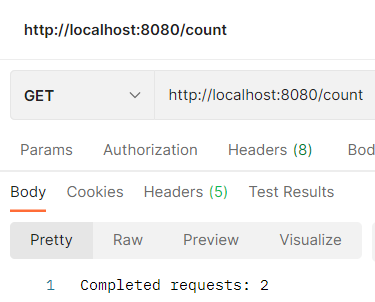 http://localhost:8080/count
GET http://localhost:8080/count
Params Authorization Headers (8) Bod
Body Cookies Headers (5) Test Results
Pretty Raw Preview Visualize
1 Completed requests: 2